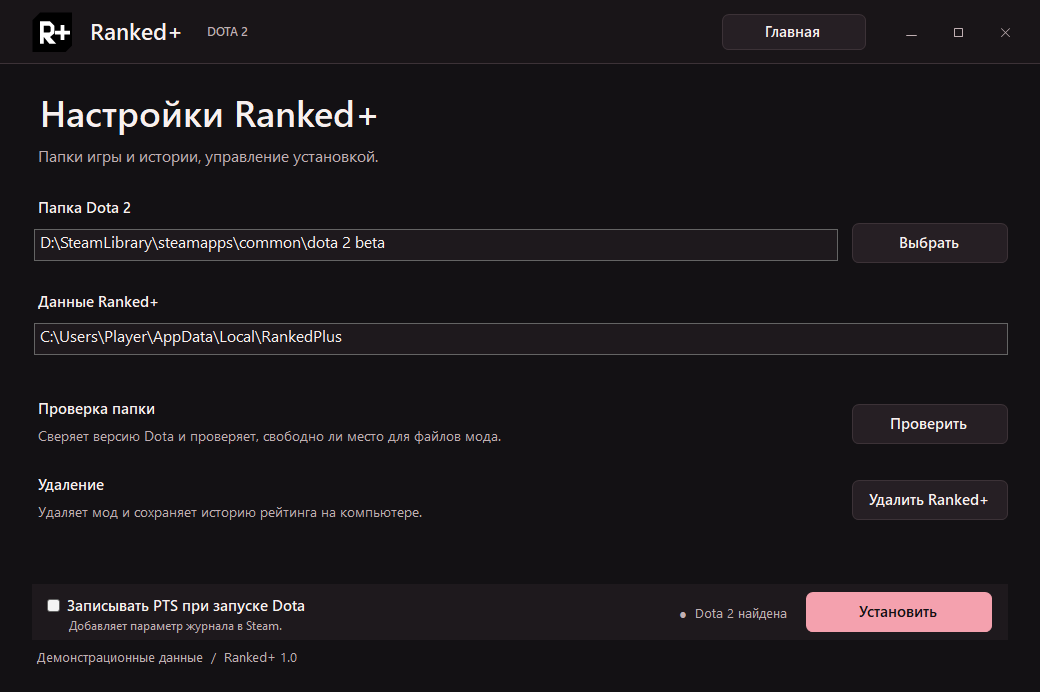 R+ Ranked+ DOTA 2 Главная
Настройки Ranked+
Папки игры и истории, управление установкой.
Папка Dota 2
D:\SteamLibrary\steamapps\common\dota 2 beta Выбрать
Данные Ranked+
C:\Users\Player\AppData\Local\RankedPlus
Проверка папки
Сверяет версию Dota и проверяет, свободно ли место для файлов мода.
Проверить
Удаление
Удаляет мод и сохраняет историю рейтинга на компьютере.
Удалить Ranked+
Записывать PTS при запуске Dota
Добавляет параметр журнала в Steam.
Dota 2 найдена Установить
Демонстрационные данные / Ranked+ 1.0